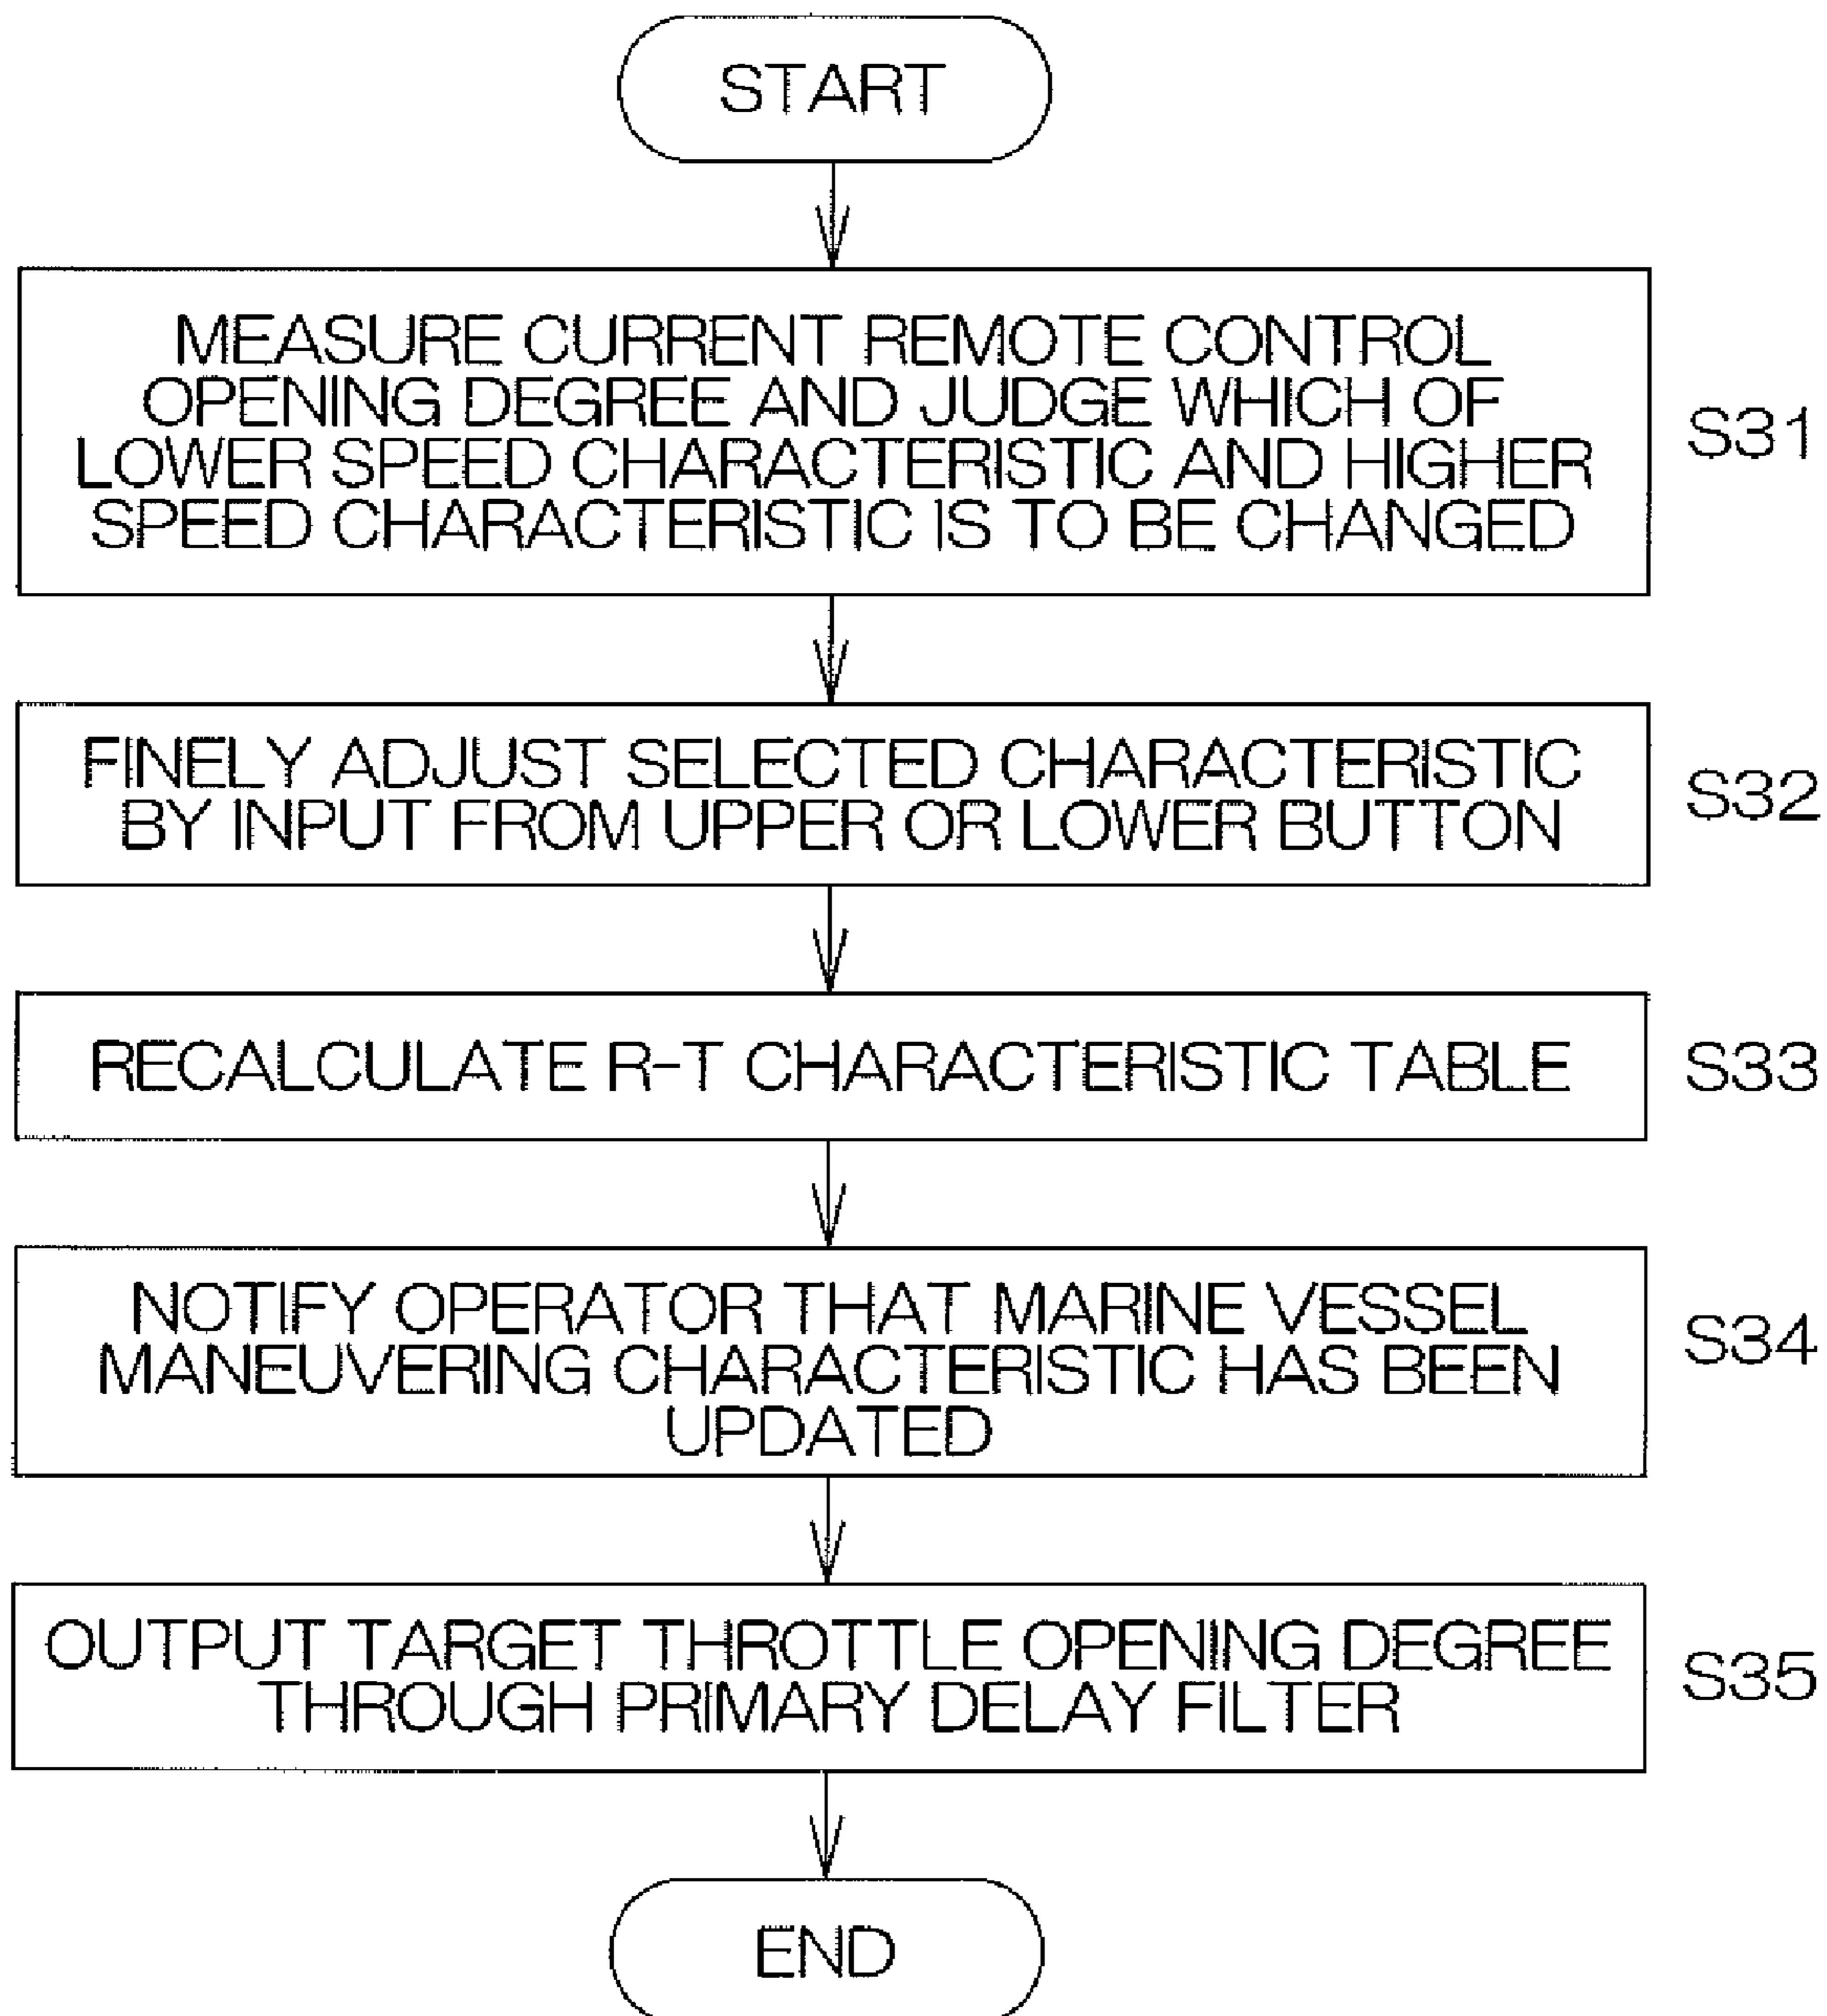 START
MEASURE CURRENT REMOTE CONTROL
OPENING DEGREE AND JUDGE WHICH OF
LOWER SPEED CHARACTERISTIC AND HIGHER
SPEED CHARACTERISTIC IS TO BE CHANGED
S31
FINELY ADJUST SELECTED CHARACTERISTIC
BY INPUT FROM UPPER OR LOWER BUTTON
S32
RECALCULATE R-T CHARACTERISTIC TABLE
S33
NOTIFY OPERATOR THAT MARINE VESSEL
MANEUVERING CHARACTERISTIC HAS BEEN
UPDATED
S34
OUTPUT TARGET THROTTLE OPENING DEGREE
THROUGH PRIMARY DELAY FILTER
S35
END